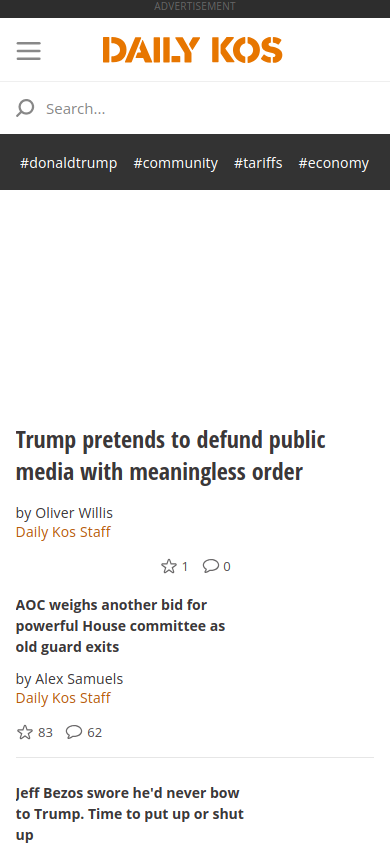 ADVERTISEMENT
DAILY KOS
Search...
#donaldtrump #community #tariffs #economy
Trump pretends to defund public
media with meaningless order
by Oliver Willis
Daily Kos Staff
1 0
AOC weighs another bid for
powerful House committee as
old guard exits
by Alex Samuels
Daily Kos Staff
83 62
Jeff Bezos swore he'd never bow
to Trump. Time to put up or shut
up